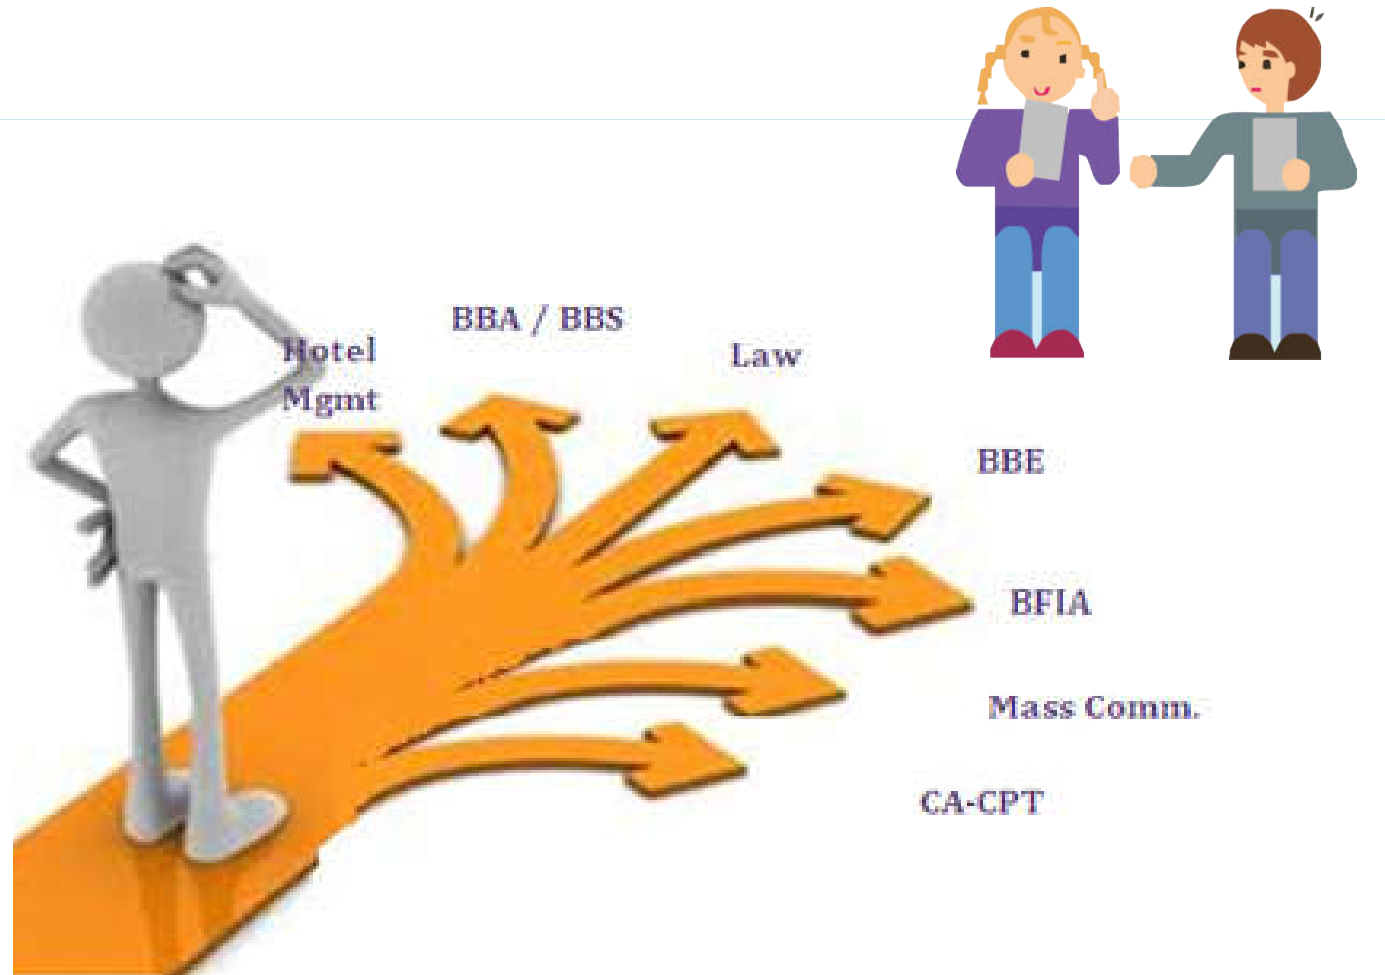 BBA / BBS
Hotel
Mgmt
Law
BBE
BFIA
Mass Comm.
CA-CPT